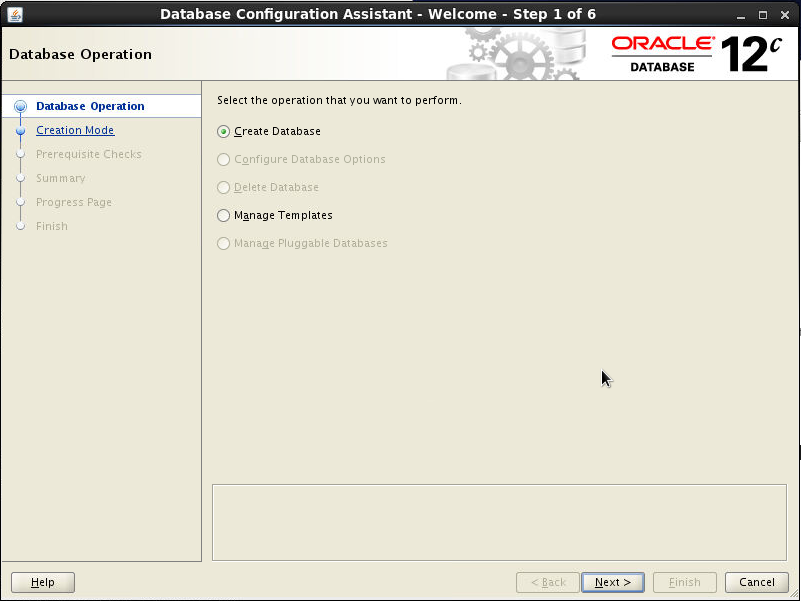 Database Configuration Assistant - Welcome - Step 1 of 6
Database Operation
ORACLE®
DATABASE
12c
Database Operation
Creation Mode
Prerequisite Checks
Summary
Progress Page
Finish
Select the operation that you want to perform.
Create Database
Configure Database Options
Delete Database
Manage Templates
Manage Pluggable Databases
Help
< Back
Next >
Finish
Cancel